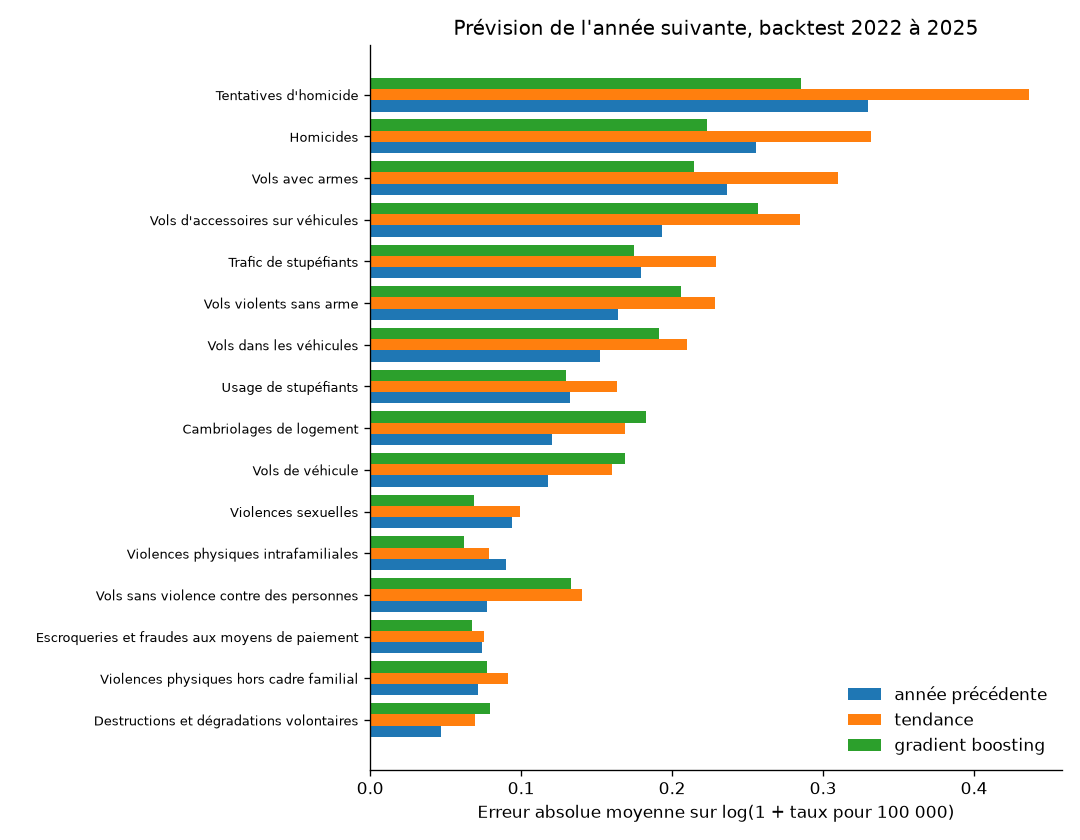 Prévision de l'année suivante, backtest 2022 à 2025
Tentatives d'homicide
Homicides
Vols avec armes
Vols d'accessoires sur véhicules
Trafic de stupéfiants
Vols violents sans arme
Vols dans les véhicules
Usage de stupéfiants
Cambriolages de logement
Vols de véhicule
Violences sexuelles
Violences physiques intrafamiliales
Vols sans violence contre des personnes
Escroqueries et fraudes aux moyens de paiement
Violences physiques hors cadre familial
Destructions et dégradations volontaires
année précédente
tendance
gradient boosting
0.0 0.1 0.2 0.3 0.4
Erreur absolue moyenne sur log(1 + taux pour 100 000)